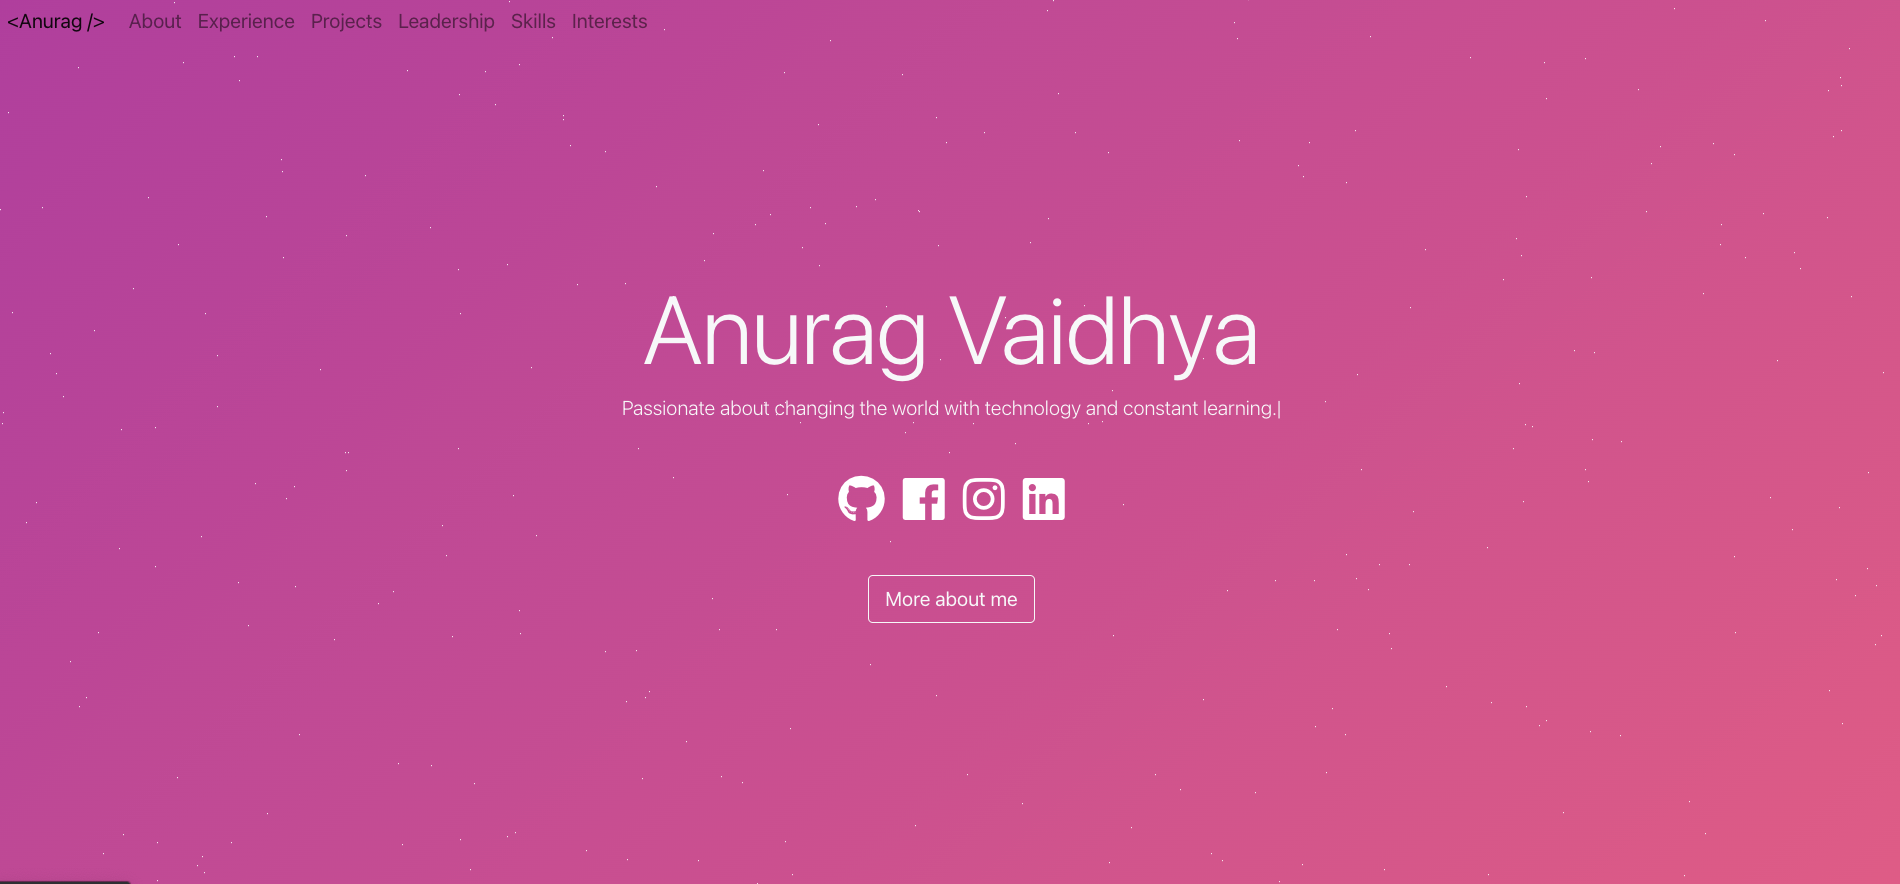 <Anurag /> About Experience Projects Leadership Skills Interests
Anurag Vaidhya
Passionate about changing the world with technology and constant learning.|
More about me